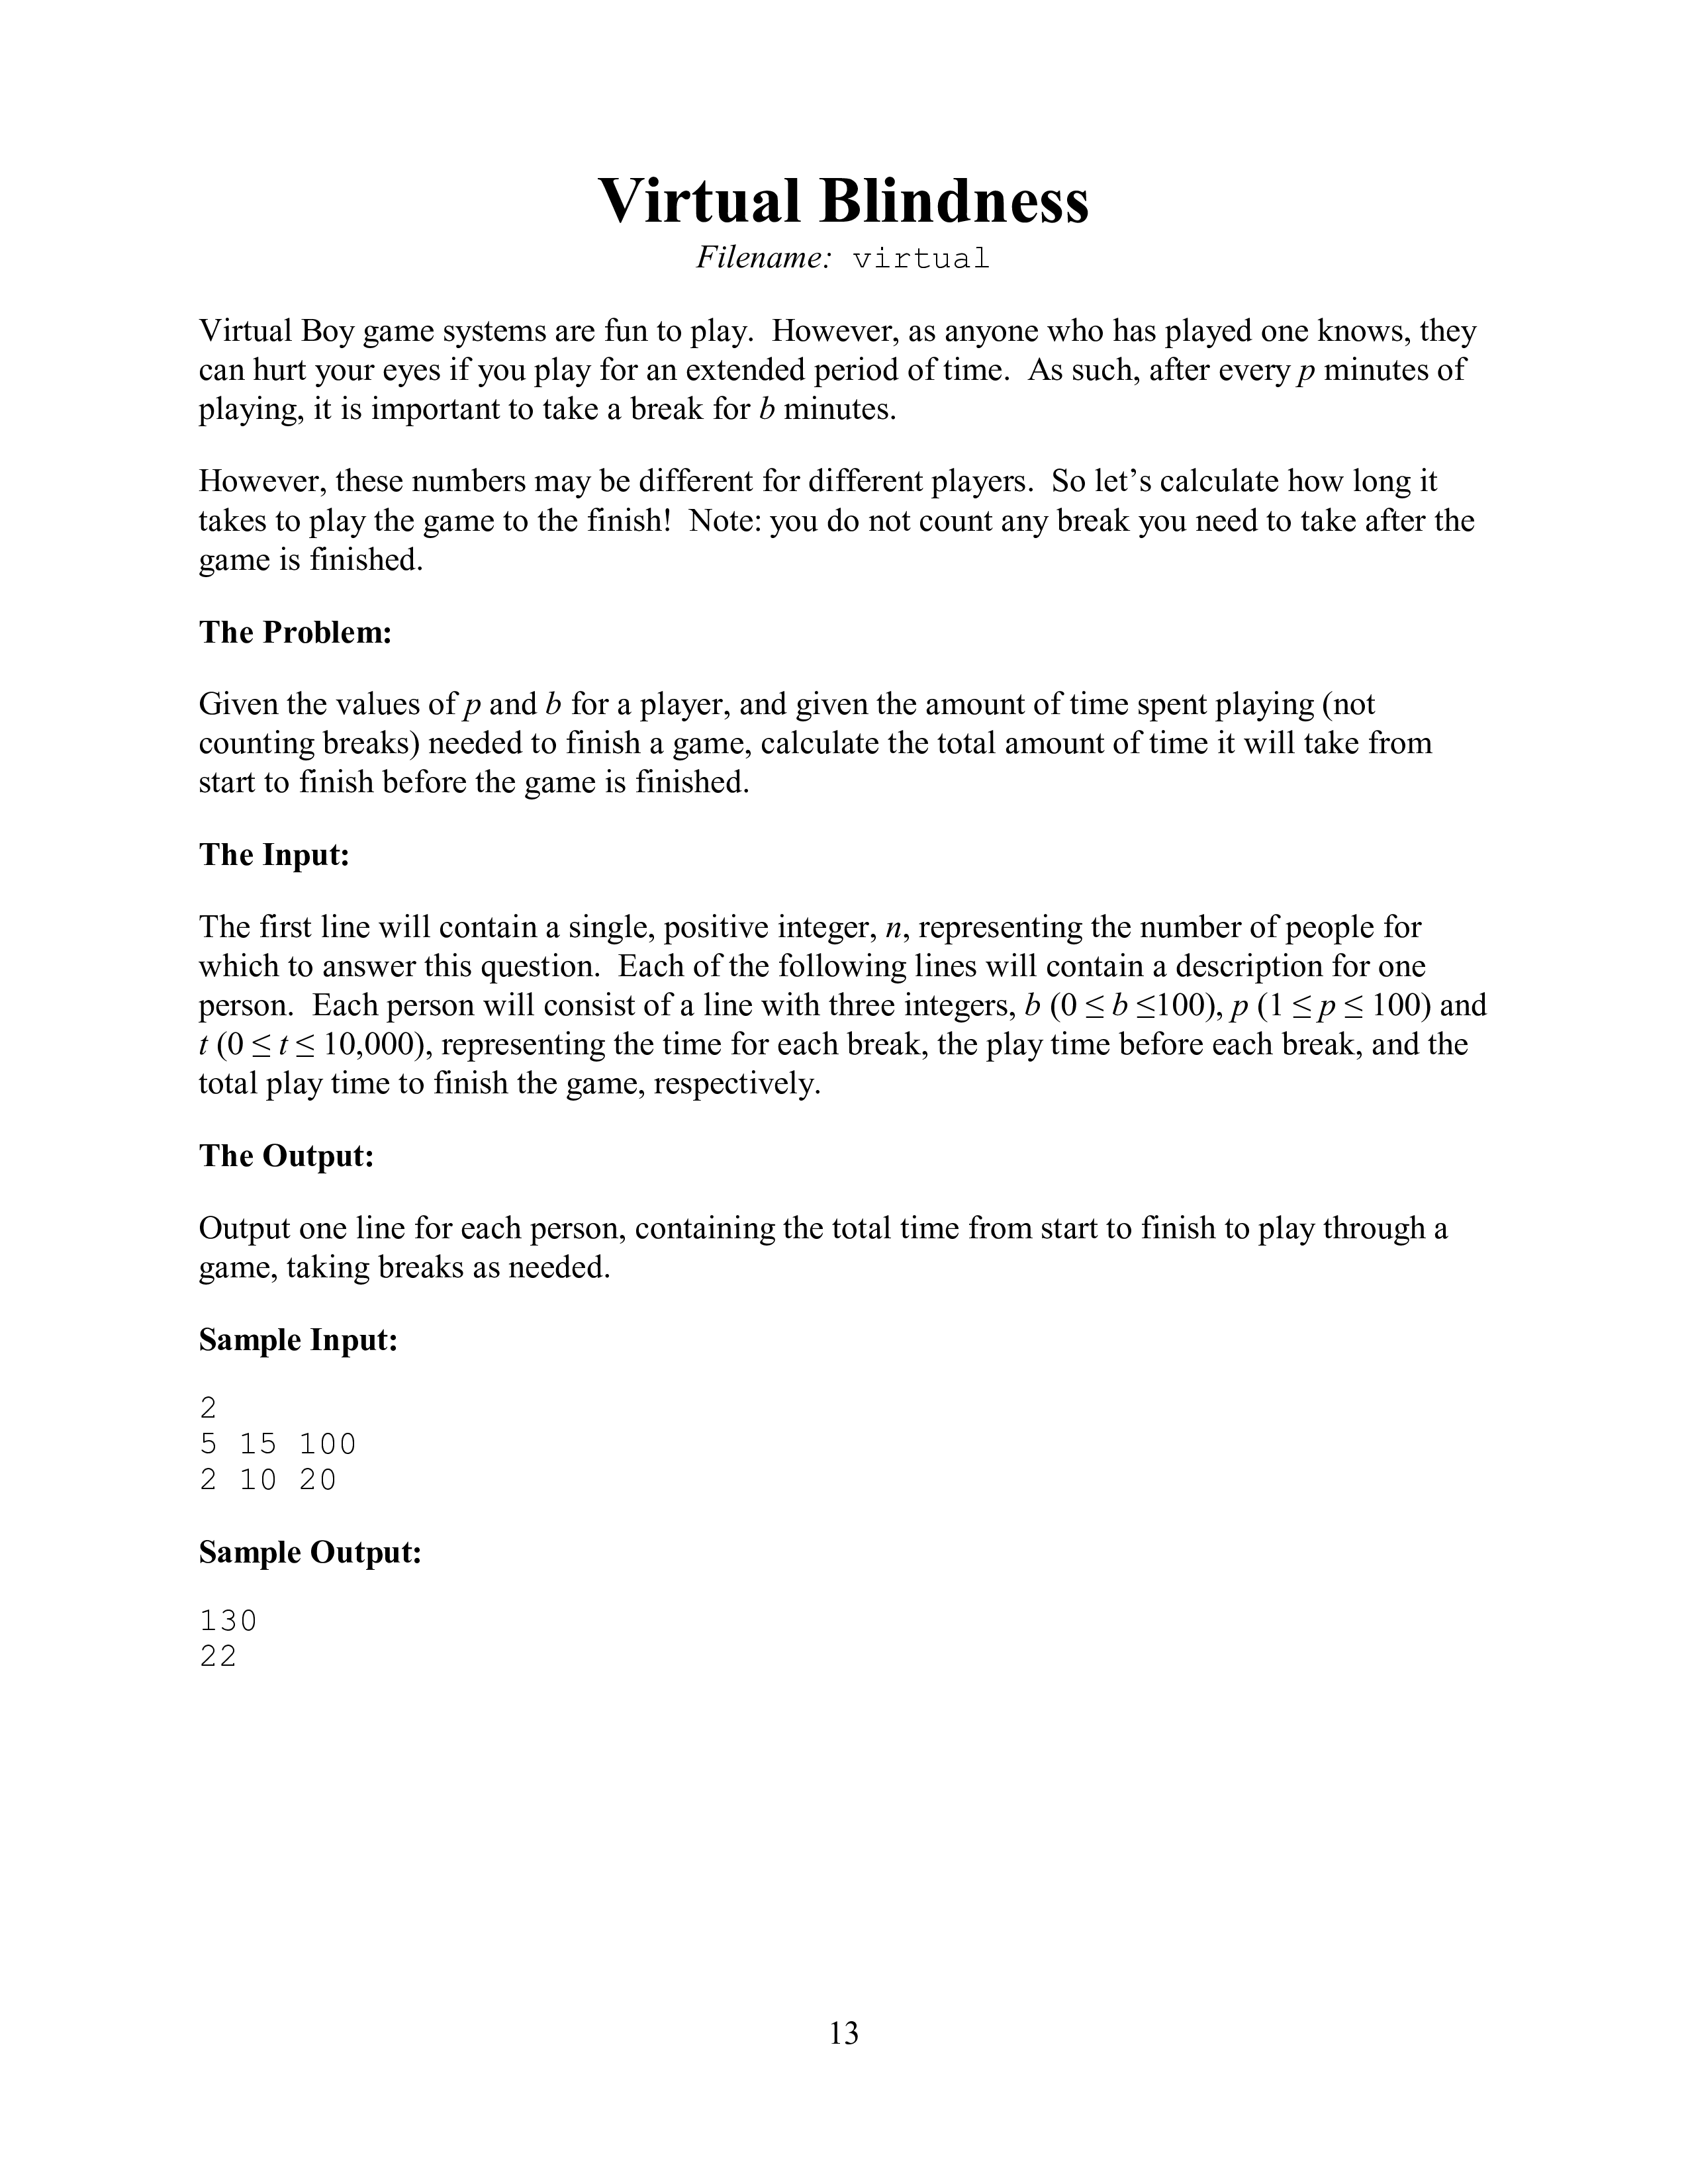 Virtual Blindness
Filename: virtual
Virtual Boy game systems are fun to play. However, as anyone who has played one knows, they
can hurt your eyes if you play for an extended period of time. As such, after every p minutes of
playing, it is important to take a break for b minutes.
However, these numbers may be different for different players. So let’s calculate how long it
takes to play the game to the finish! Note: you do not count any break you need to take after the
game is finished.
The Problem:
Given the values of p and b for a player, and given the amount of time spent playing (not
counting breaks) needed to finish a game, calculate the total amount of time it will take from
start to finish before the game is finished.
The Input:
The first line will contain a single, positive integer, n, representing the number of people for
which to answer this question. Each of the following lines will contain a description for one
person. Each person will consist of a line with three integers, b (0 ≤ b ≤100), p (1 ≤ p ≤ 100) and
t (0 ≤ t ≤ 10,000), representing the time for each break, the play time before each break, and the
total play time to finish the game, respectively.
The Output:
Output one line for each person, containing the total time from start to finish to play through a
game, taking breaks as needed.
Sample Input:
2
5 15 100
2 10 20
Sample Output:
130
22
13